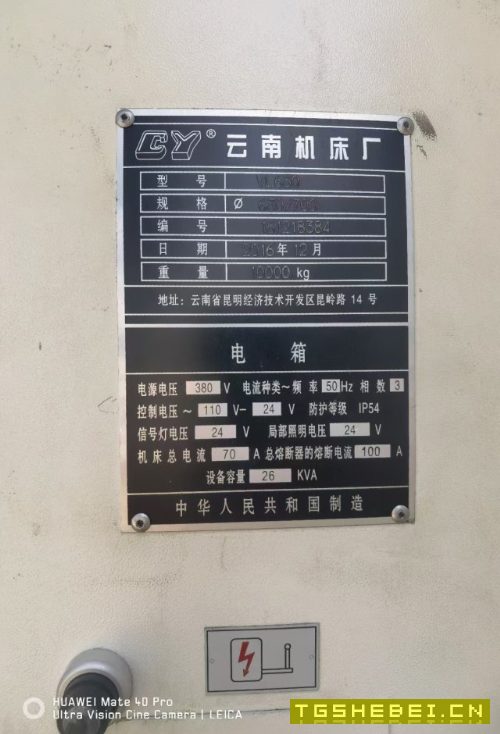 CY® 云南机床厂
型号
规格 Ø
编号
日期 2016年12月
重量 10000 kg
地址: 云南省昆明经济技术开发区昆岭路 14 号
电箱
电源电压 380 V 电流种类~频率 50 Hz 相数 3
控制电压~ 110 V- 24 V 防护等级 IP54
信号灯电压 24 V 局部照明电压 24 V
机床总电流 70 A 总熔断器的熔断电流 100 A
设备容量 26 KVA
中华人民共和国制造
HUAWEI Mate 40 Pro
Ultra Vision Cine Camera | LEICA
TGSHEBEI.CN